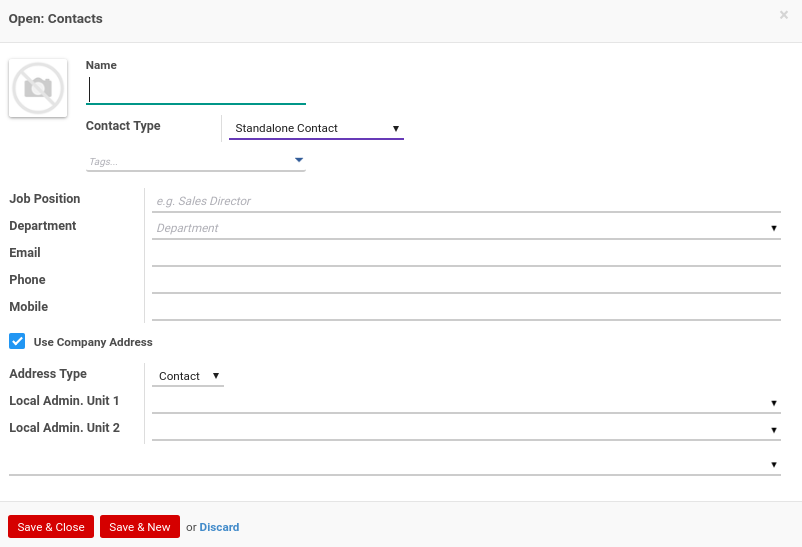 Open: Contacts ×
Name
Contact Type Standalone Contact
Tags...
Job Position e.g. Sales Director
Department Department
Email
Phone
Mobile
Use Company Address
Address Type Contact
Local Admin. Unit 1
Local Admin. Unit 2
Save & Close Save & New or Discard